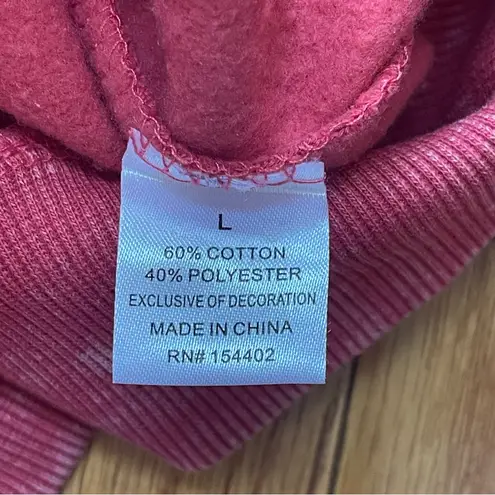 L
60% COTTON
40% POLYESTER
EXCLUSIVE OF DECORATION
MADE IN CHINA
RN# 154402